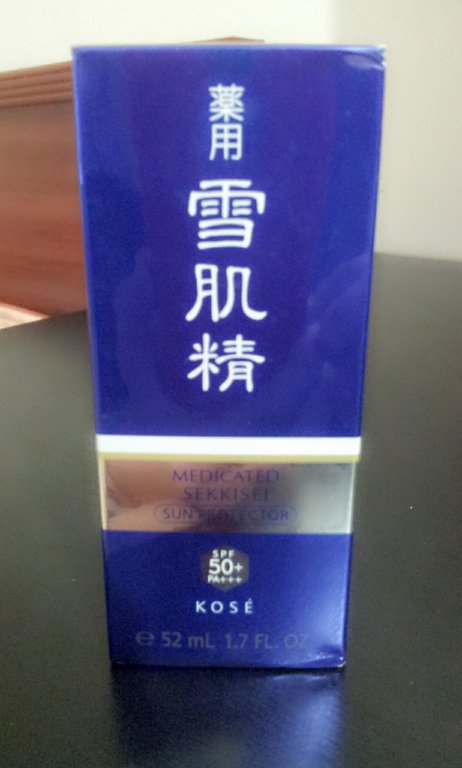 薬用
雪肌精
MEDICATED
SEKKISEI
SUN PROTECTOR
SPF
50+
PA+++
KOSÉ
℮ 52 mL 1.7 FL. OZ.